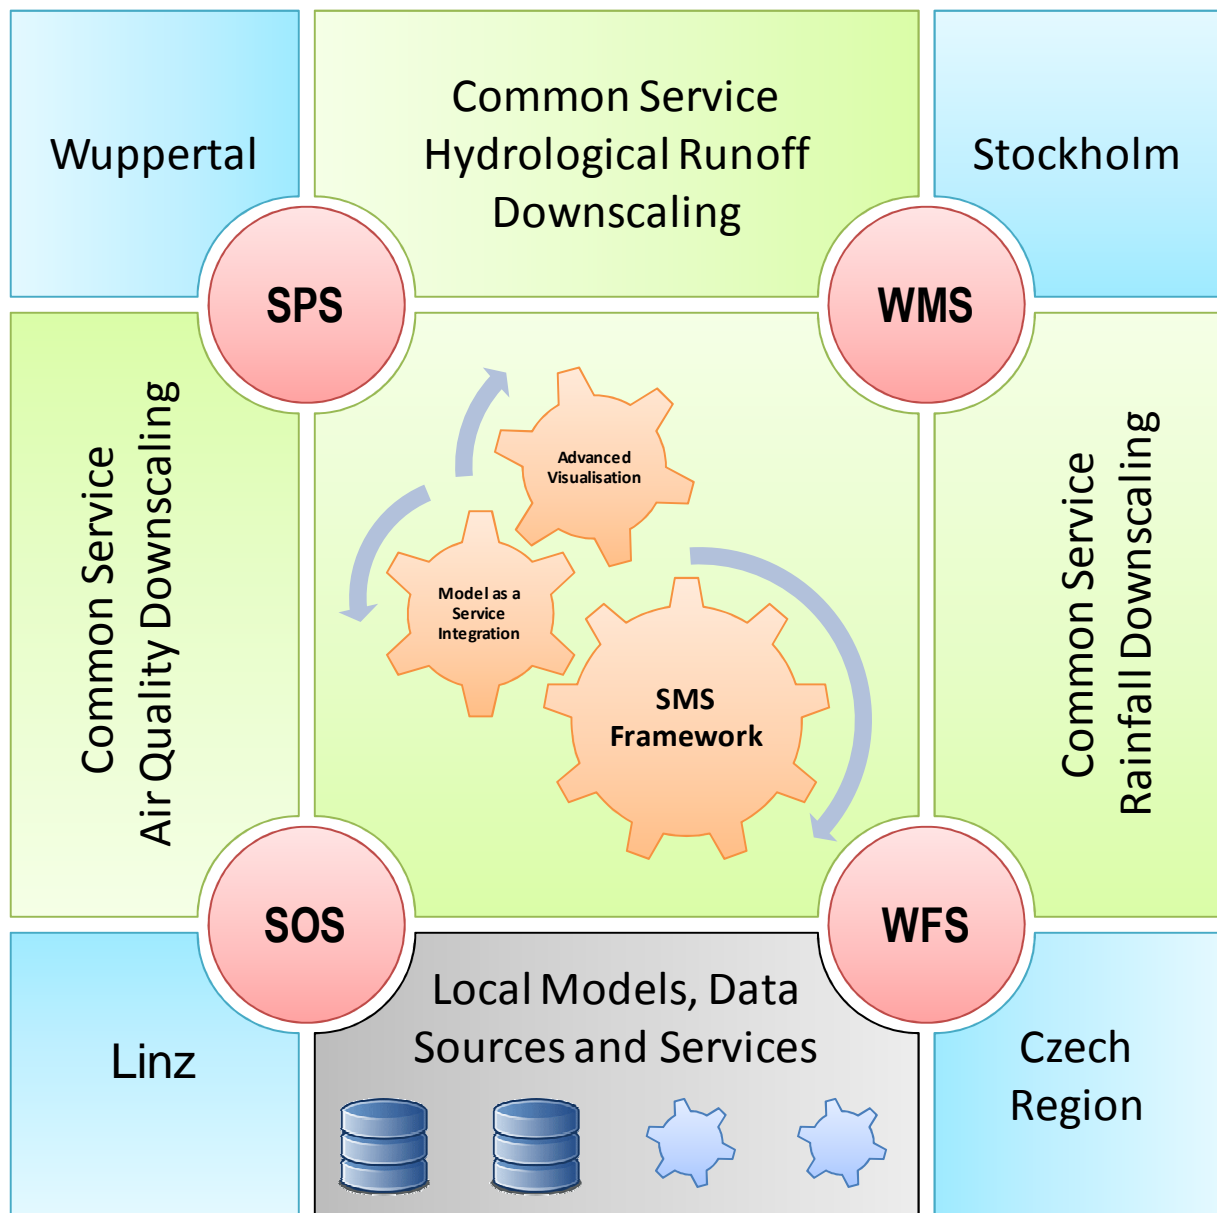 Wuppertal
Common Service
Hydrological Runoff
Downscaling
Stockholm
SPS
WMS
Common Service
Air Quality Downscaling
Advanced
Visualisation
Model as a
Service
Integration
SMS
Framework
Common Service
Rainfall Downscaling
SOS
WFS
Linz
Local Models, Data
Sources and Services
Czech
Region